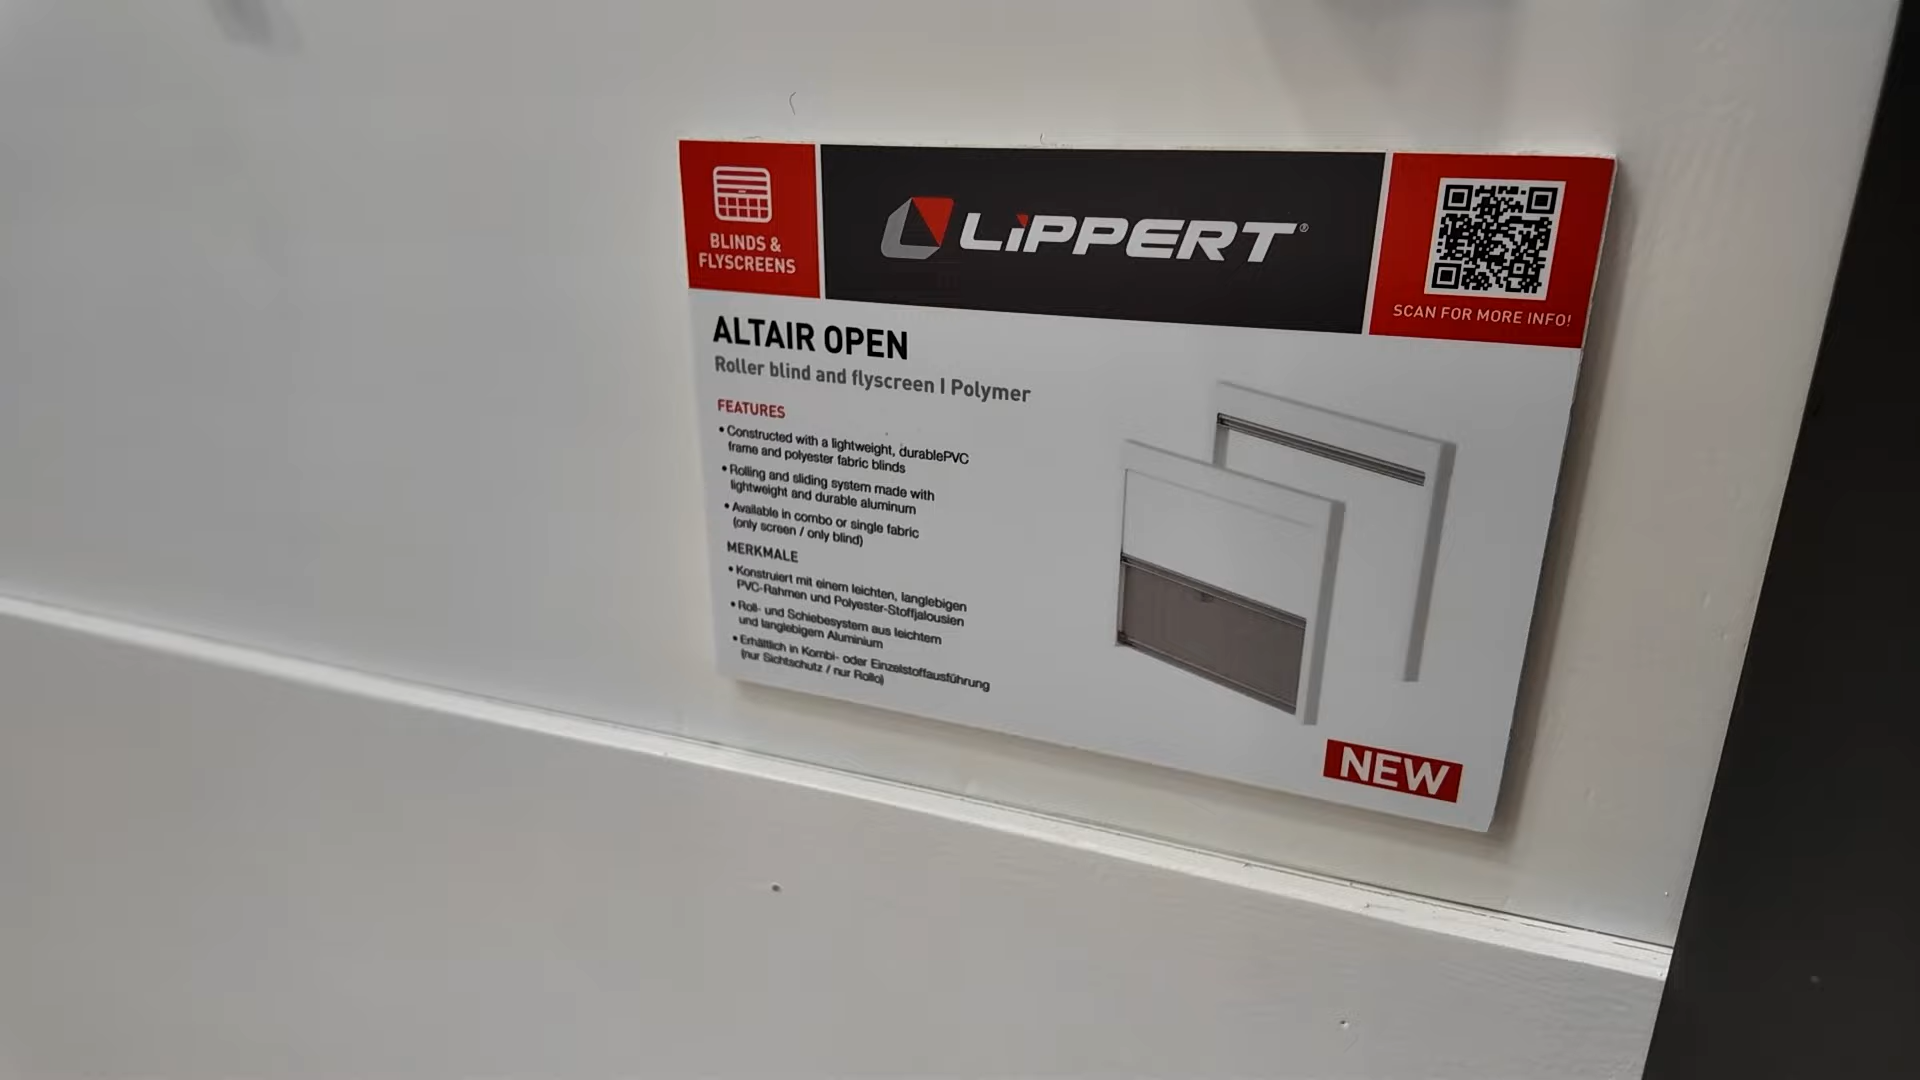 BLINDS &
FLYSCREENS
LiPPERT®
SCAN FOR MORE INFO!
ALTAIR OPEN
Roller blind and flyscreen I Polymer
FEATURES
• Constructed with a lightweight, durablePVC
frame and polyester fabric blinds
• Rolling and sliding system made with
lightweight and durable aluminum
• Available in combo or single fabric
(only screen / only blind)
MERKMALE
• Konstruiert mit einem leichten, langlebigen
PVC-Rahmen und Polyester-Stoffjalousien
• Roll- und Schiebesystem aus leichtem
und langlebigem Aluminium
• Erhältlich in Kombi- oder Einzelstoffausführung
(nur Sichtschutz / nur Rollo)
NEW